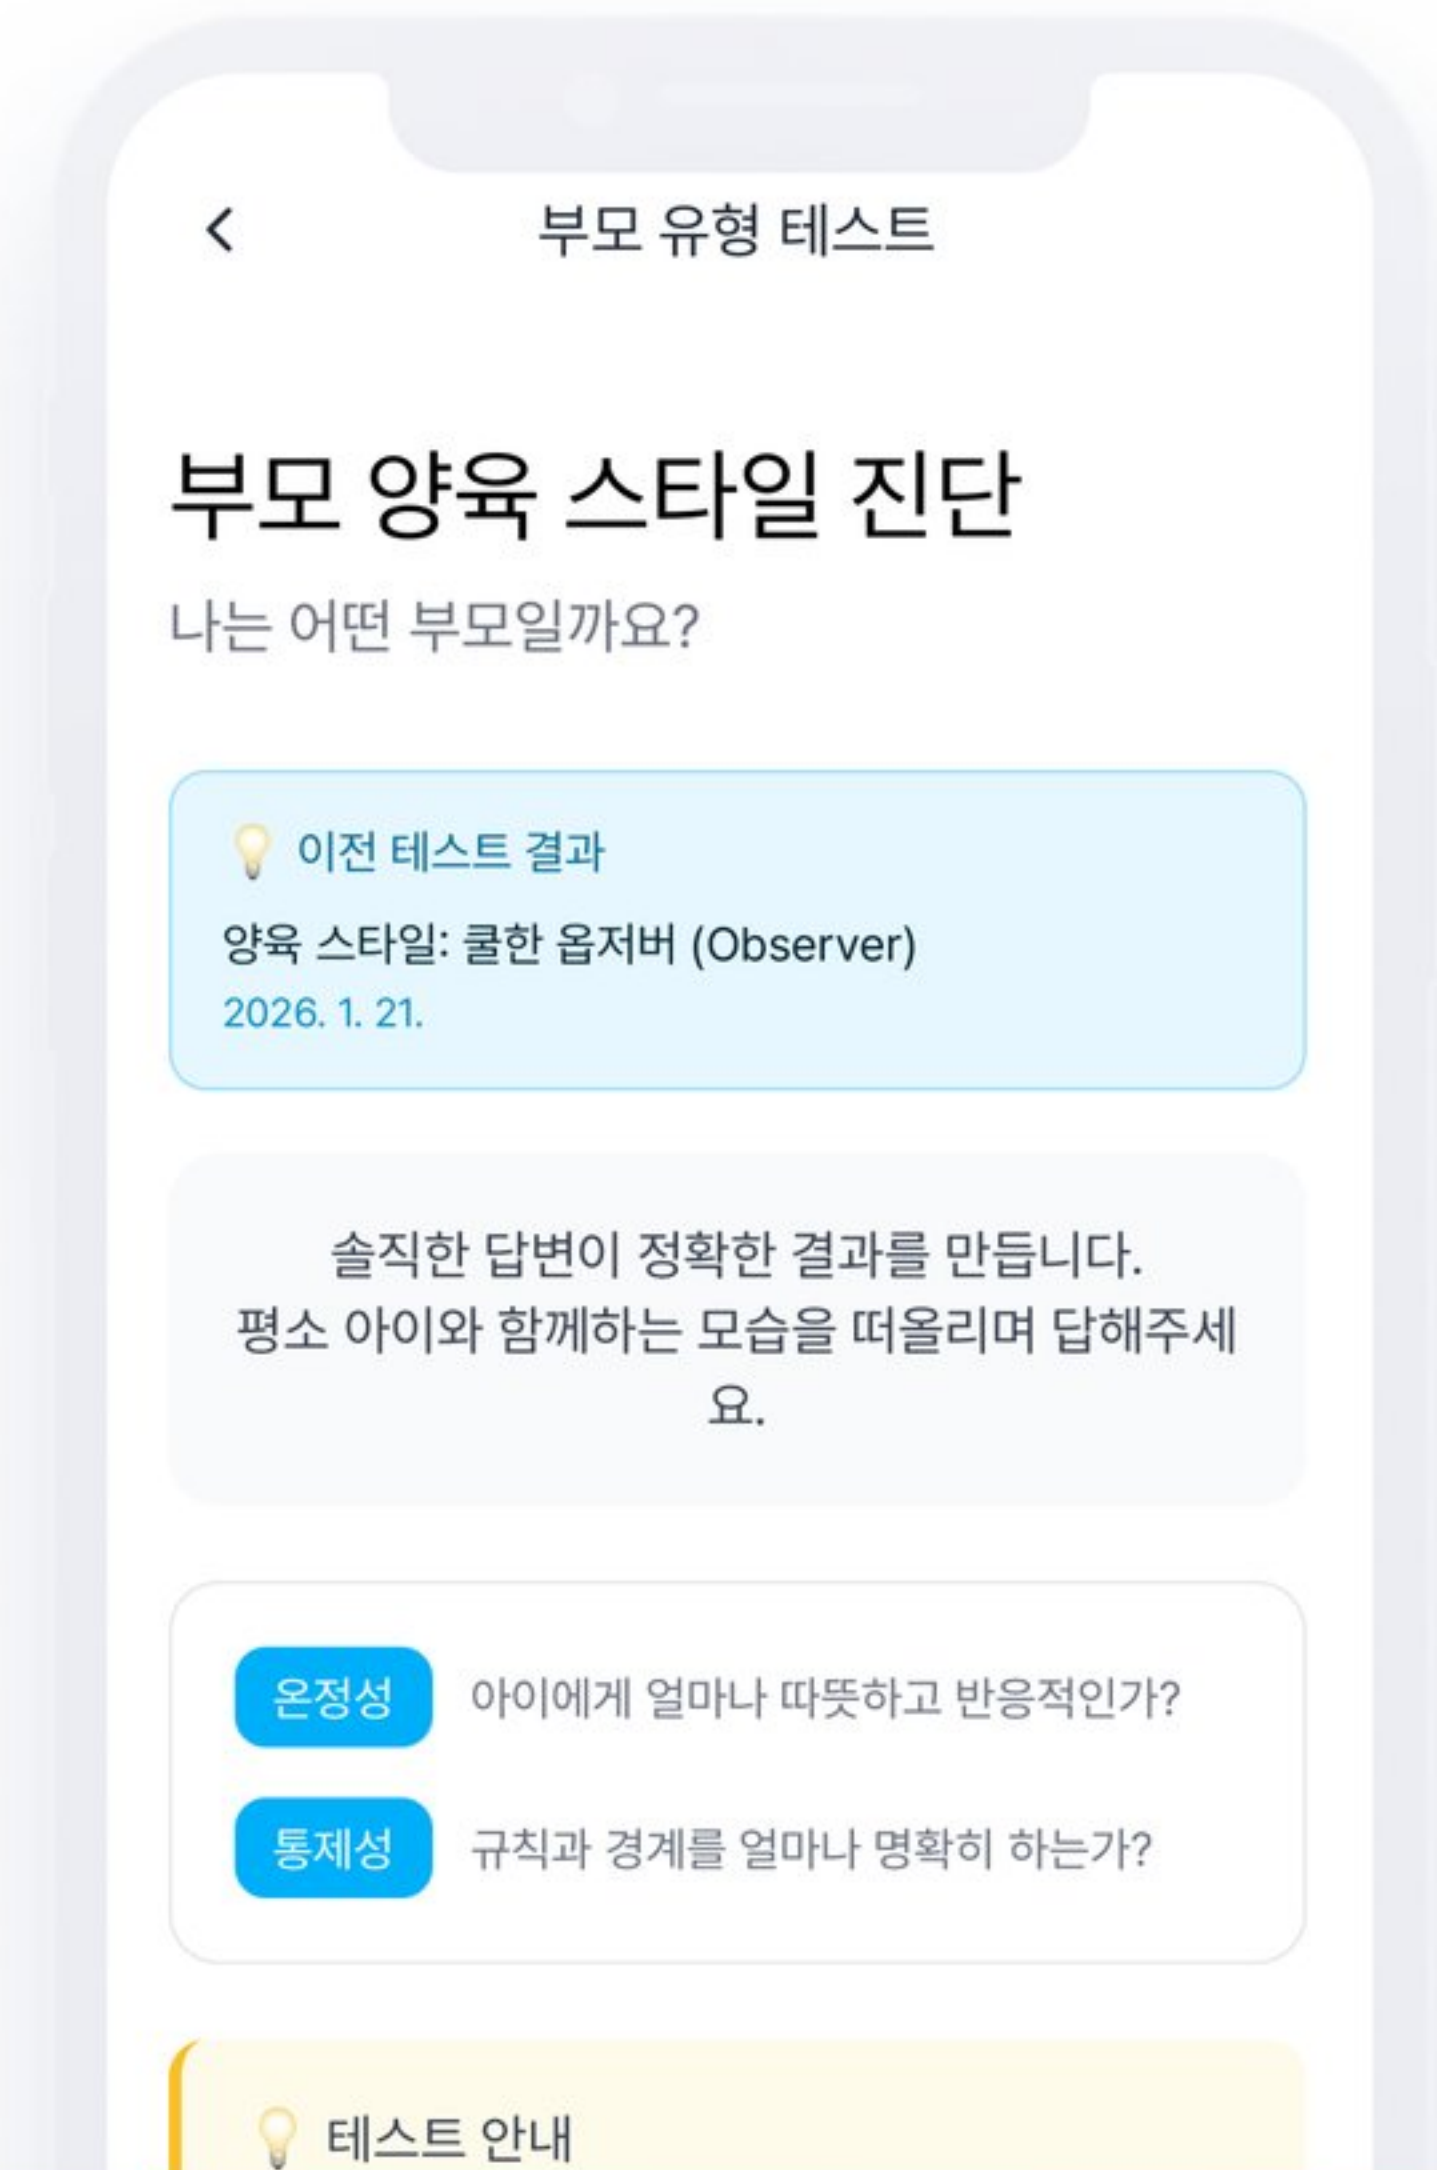 부모 유형 테스트
부모 양육 스타일 진단
나는 어떤 부모일까요?
이전 테스트 결과
양육 스타일: 쿨한 옵저버 (Observer)
2026. 1. 21.
솔직한 답변이 정확한 결과를 만듭니다.
평소 아이와 함께하는 모습을 떠올리며 답해주세
요.
온정성 아이에게 얼마나 따뜻하고 반응적인가?
통제성 규칙과 경계를 얼마나 명확히 하는가?
테스트 안내